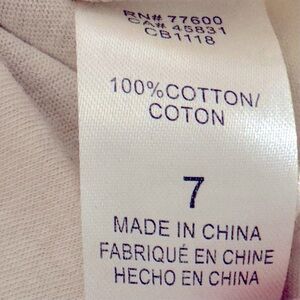 RN# 77600
CA# 45831
CB1118
100%COTTON/
COTON
7
MADE IN CHINA
FABRIQUÉ EN CHINE
HECHO EN CHINA